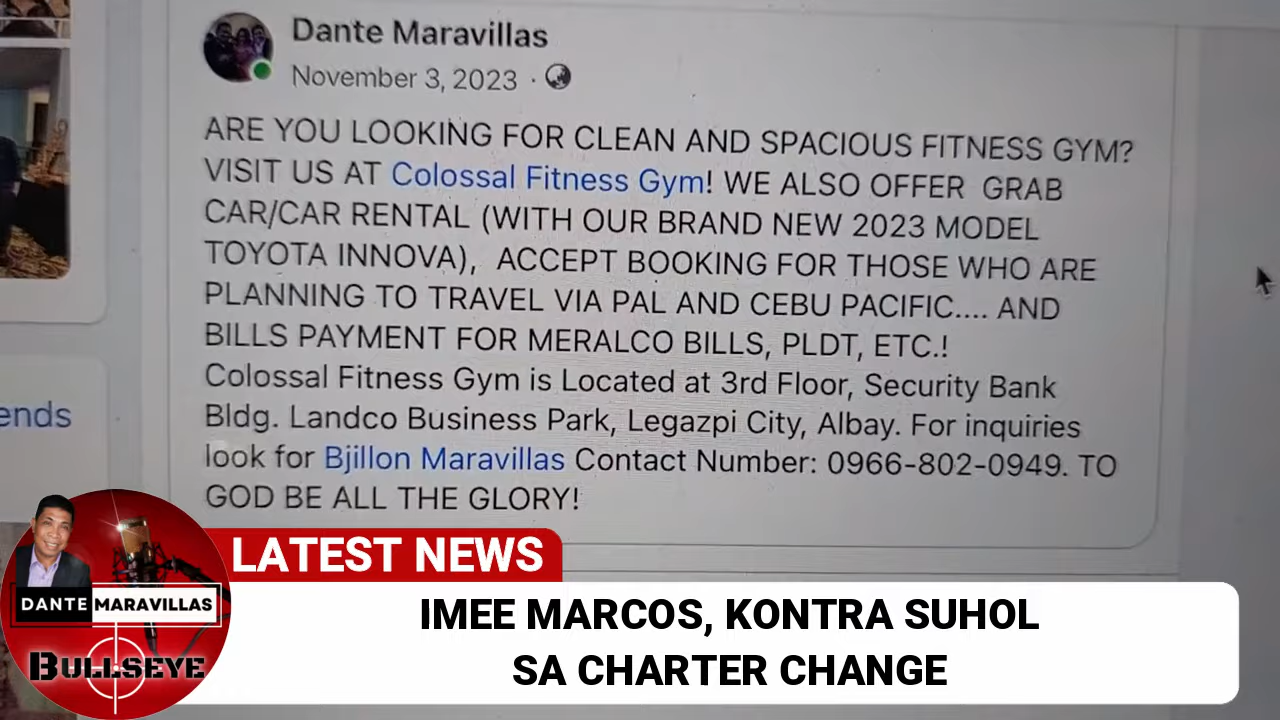 Dante Maravillas
November 3, 2023 ·
ARE YOU LOOKING FOR CLEAN AND SPACIOUS FITNESS GYM?
VISIT US AT Colossal Fitness Gym! WE ALSO OFFER GRAB
CAR/CAR RENTAL (WITH OUR BRAND NEW 2023 MODEL
TOYOTA INNOVA), ACCEPT BOOKING FOR THOSE WHO ARE
PLANNING TO TRAVEL VIA PAL AND CEBU PACIFIC.... AND
BILLS PAYMENT FOR MERALCO BILLS, PLDT, ETC.!
Colossal Fitness Gym is Located at 3rd Floor, Security Bank
Bldg. Landco Business Park, Legazpi City, Albay. For inquiries
look for Bjillon Maravillas Contact Number: 0966-802-0949. TO
GOD BE ALL THE GLORY!
ends
LATEST NEWS
DANTE MARAVILLAS
BULLSEYE
IMEE MARCOS, KONTRA SUHOL
SA CHARTER CHANGE